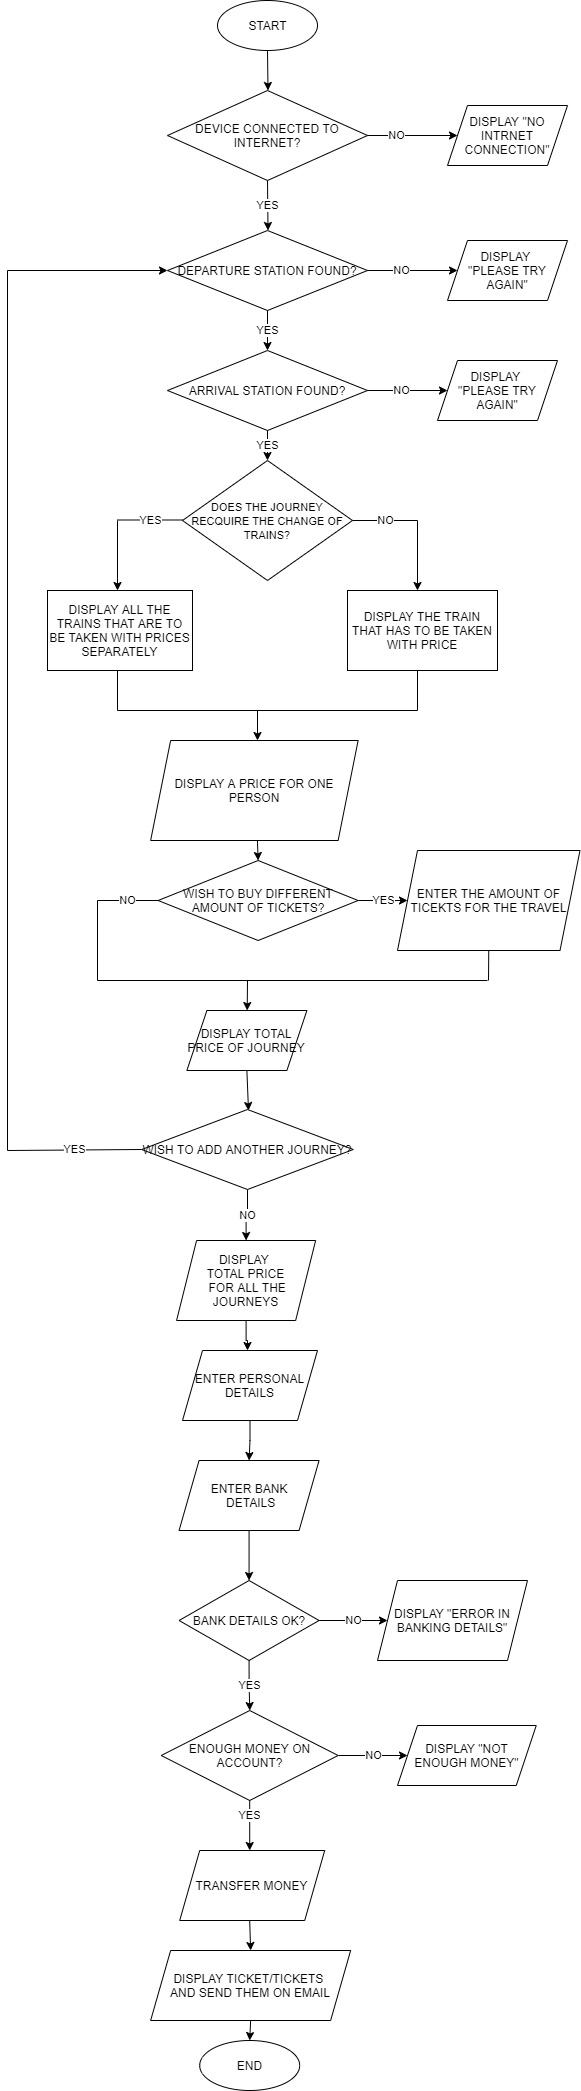 START
DEVICE CONNECTED TO
INTERNET?
NO
DISPLAY "NO
INTRNET
CONNECTION"
YES
DEPARTURE STATION FOUND?
NO
DISPLAY
"PLEASE TRY
AGAIN"
YES
ARRIVAL STATION FOUND?
NO
DISPLAY
"PLEASE TRY
AGAIN"
YES
DOES THE JOURNEY
RECQUIRE THE CHANGE OF
TRAINS?
YES
NO
DISPLAY ALL THE
TRAINS THAT ARE TO
BE TAKEN WITH PRICES
SEPARATELY
DISPLAY THE TRAIN
THAT HAS TO BE TAKEN
WITH PRICE
DISPLAY A PRICE FOR ONE
PERSON
WISH TO BUY DIFFERENT
AMOUNT OF TICKETS?
NO
YES
ENTER THE AMOUNT OF
TICEKTS FOR THE TRAVEL
DISPLAY TOTAL
PRICE OF JOURNEY
WISH TO ADD ANOTHER JOURNEY?
YES
NO
DISPLAY
TOTAL PRICE
FOR ALL THE
JOURNEYS
ENTER PERSONAL
DETAILS
ENTER BANK
DETAILS
BANK DETAILS OK?
NO
DISPLAY "ERROR IN
BANKING DETAILS"
YES
ENOUGH MONEY ON
ACCOUNT?
NO
DISPLAY "NOT
ENOUGH MONEY"
YES
TRANSFER MONEY
DISPLAY TICKET/TICKETS
AND SEND THEM ON EMAIL
END